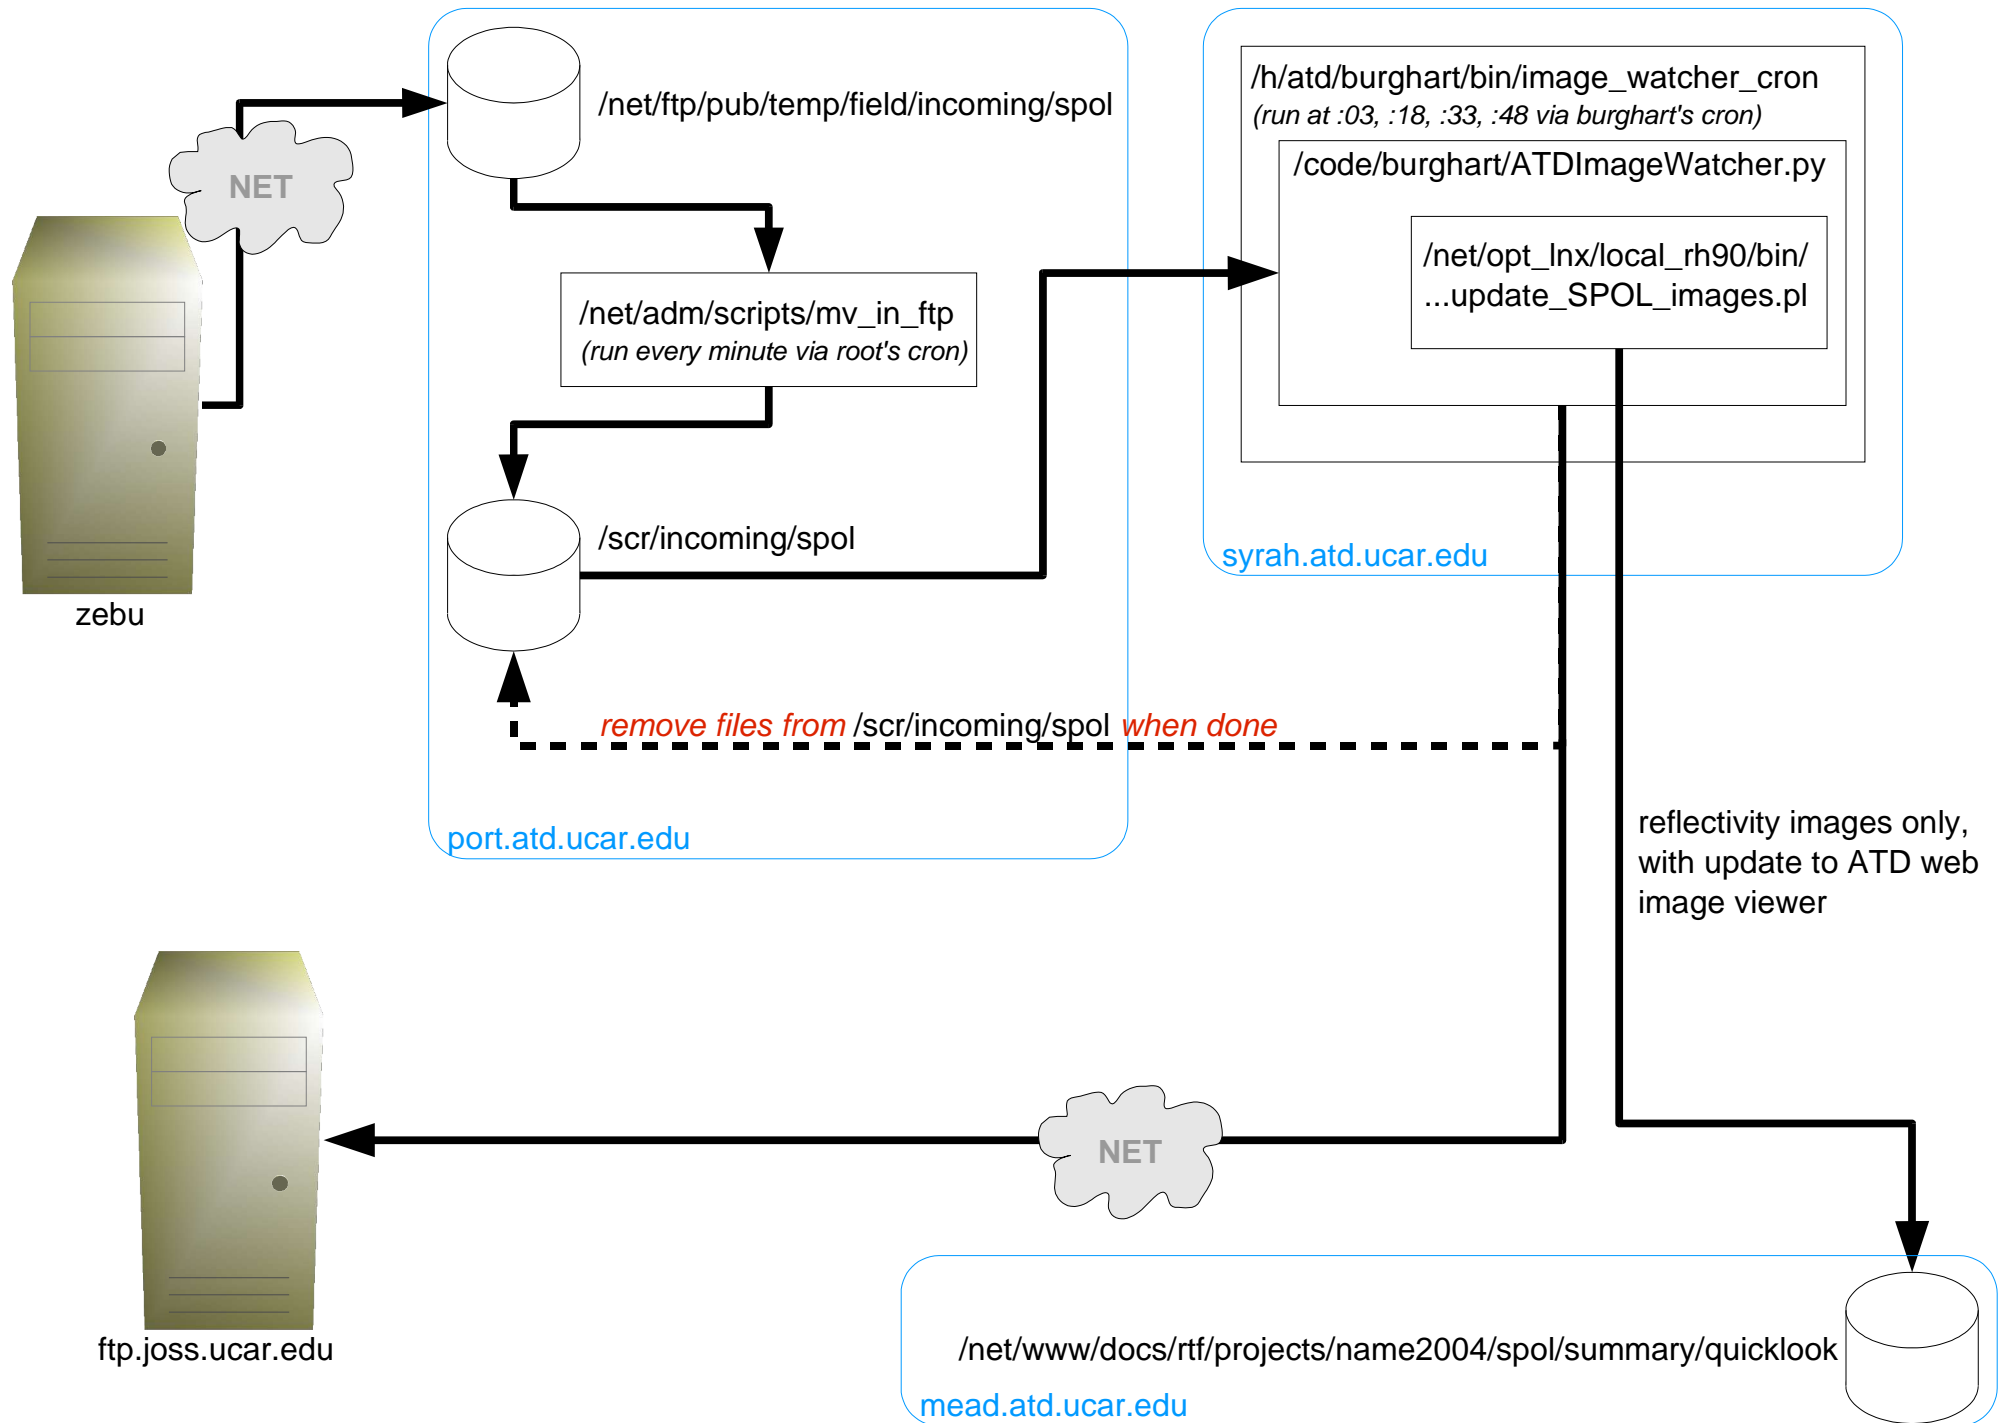 /net/ftp/pub/temp/field/incoming/spol
/h/atd/burghart/bin/image_watcher_cron
(run at :03, :18, :33, :48 via burghart's cron)
/code/burghart/ATDImageWatcher.py
NET
/net/opt_lnx/local_rh90/bin/
...update_SPOL_images.pl
/net/adm/scripts/mv_in_ftp
(run every minute via root's cron)
/scr/incoming/spol
syrah.atd.ucar.edu
zebu
remove files from /scr/incoming/spol when done
port.atd.ucar.edu
reflectivity images only,
with update to ATD web
image viewer
NET
ftp.joss.ucar.edu
/net/www/docs/rtf/projects/name2004/spol/summary/quicklook
mead.atd.ucar.edu